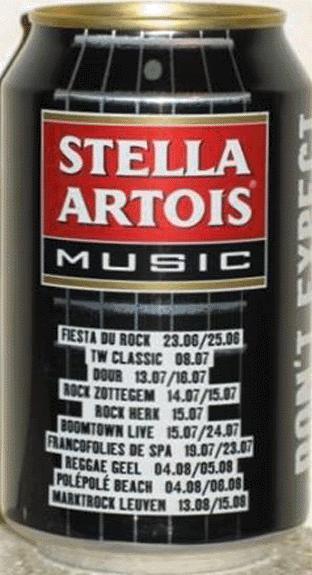 STELLA
ARTOIS®
MUSIC
FIESTA DU ROCK 23.06/25.06
TW CLASSIC 08.07
DOUR 13.07/16.07
ROCK ZOTTEGEM 14.07/15.07
ROCK HERK 15.07
BOOMTOWN LIVE 15.07/24.07
FRANCOFOLIES DE SPA 19.07/23.07
REGGAE GEEL 04.08/05.08
POLÉPOLÉ BEACH 04.08/06.08
MARKTROCK LEUVEN 13.08/15.08
DON'T EXPECT